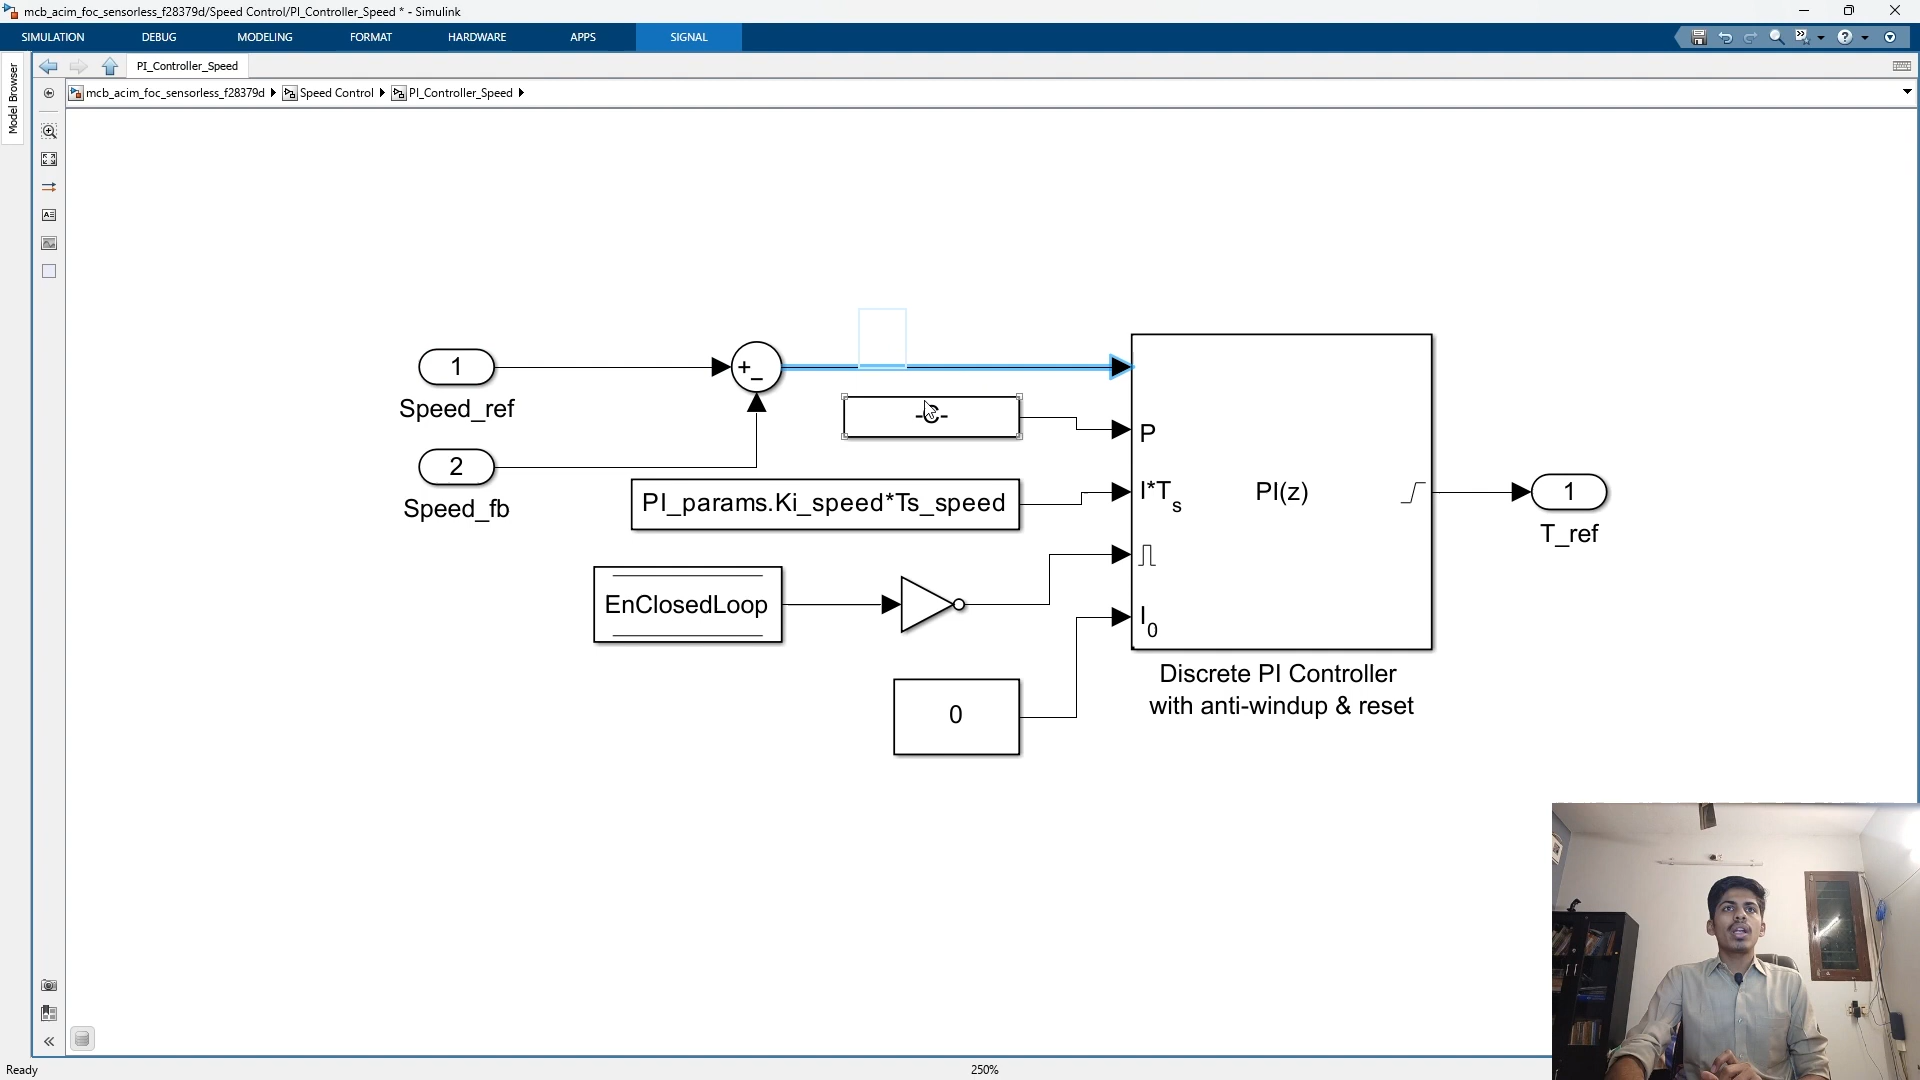 mcb_acim_foc_sensorless_f28379d/Speed Control/PI_Controller_Speed * - Simulink
SIMULATION DEBUG MODELING FORMAT HARDWARE APPS SIGNAL
PI_Controller_Speed
Model Browser
mcb_acim_foc_sensorless_f28379d Speed Control PI_Controller_Speed
1
Speed_ref
+
_
2
Speed_fb
-C-
PI_params.Ki_speed*Ts_speed
EnClosedLoop
0
P
I*Ts
I0
PI(z)
Discrete PI Controller
with anti-windup & reset
1
T_ref
Ready
250%